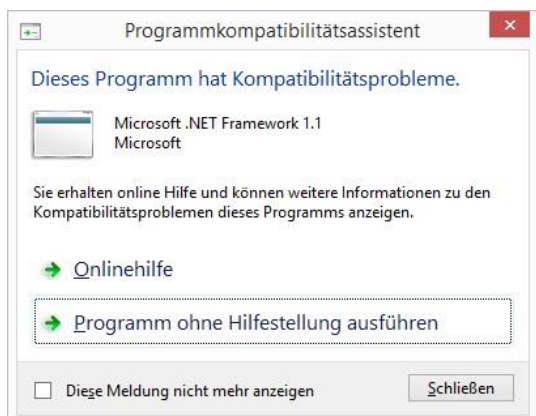 Programmkompatibilitätsassistent
Dieses Programm hat Kompatibilitätsprobleme.
Microsoft .NET Framework 1.1
Microsoft
Sie erhalten online Hilfe und können weitere Informationen zu den
Kompatibilitätsproblemen dieses Programms anzeigen.
Onlinehilfe
Programm ohne Hilfestellung ausführen
Diese Meldung nicht mehr anzeigen
Schließen